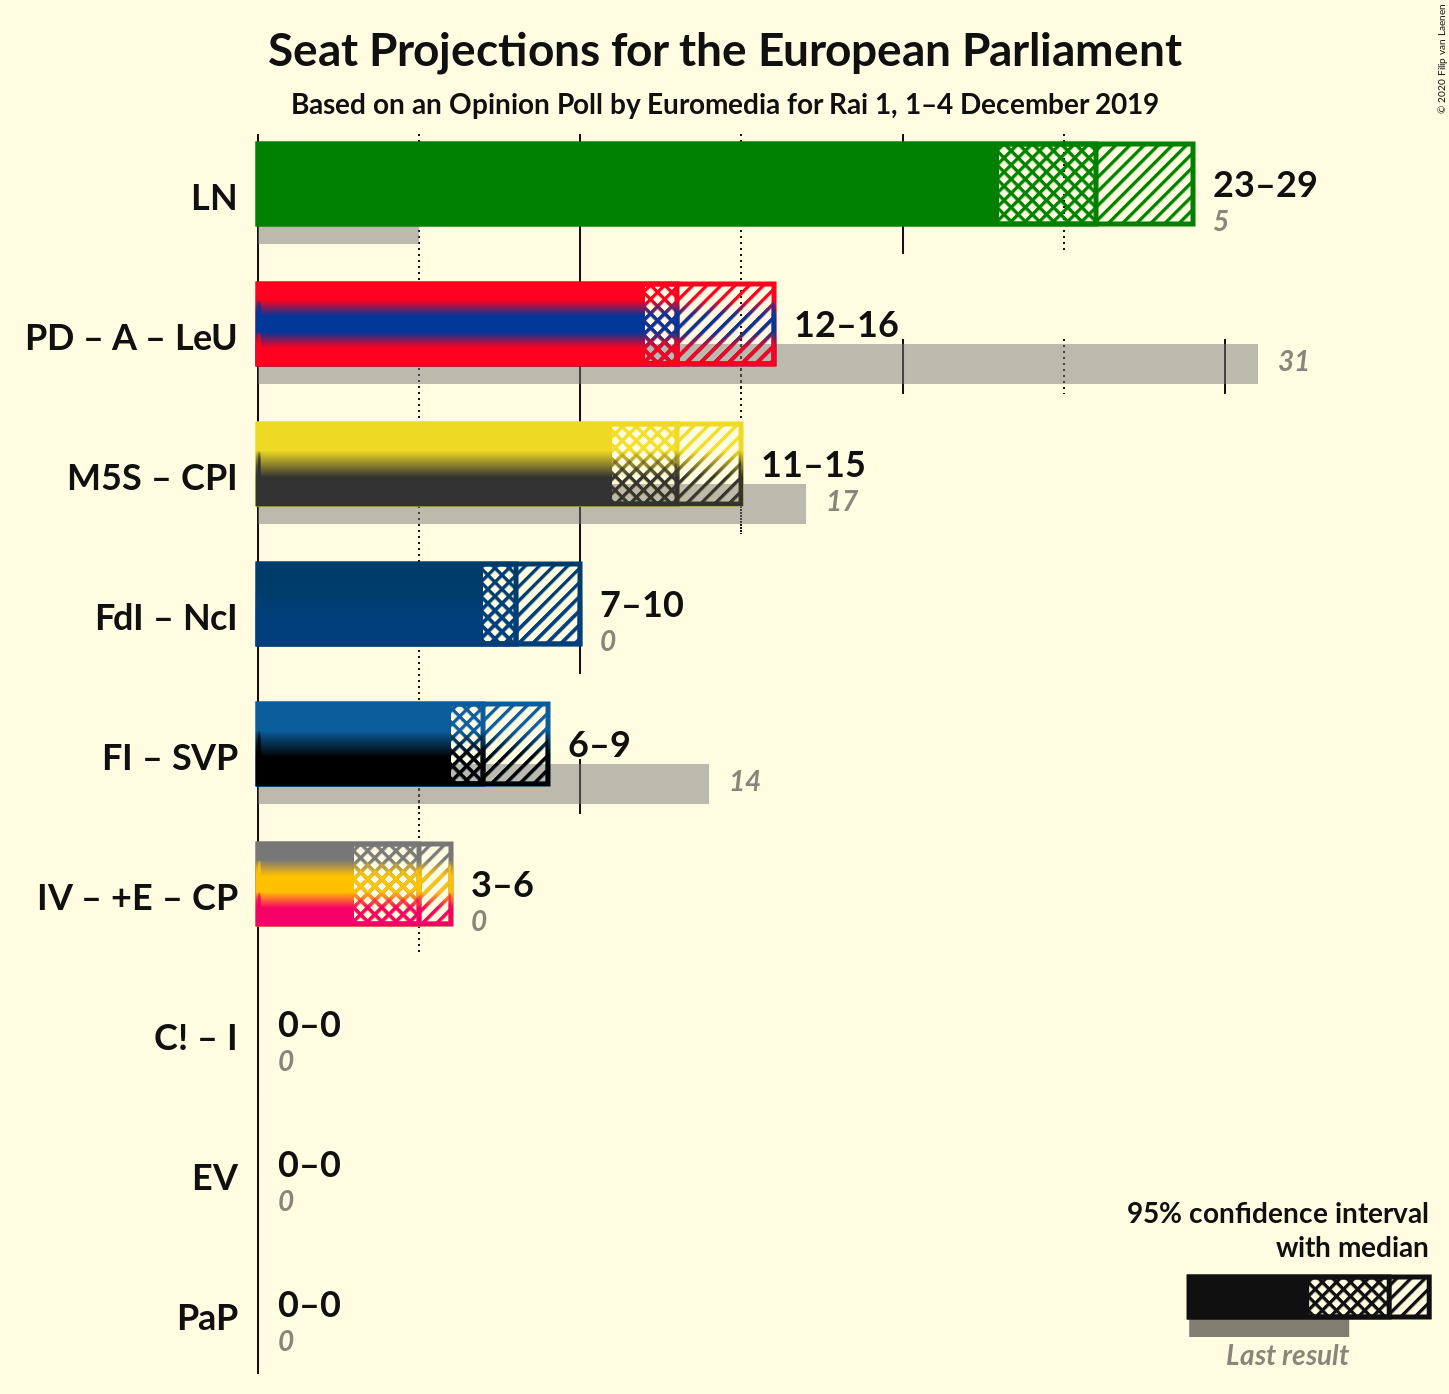 Seat Projections for the European Parliament
Based on an Opinion Poll by Euromedia for Rai 1, 1–4 December 2019
© 2020 Filip van Laenen
LN
23–29
5
PD – A – LeU
12–16
31
M5S – CPI
11–15
17
FdI – NcI
7–10
0
FI – SVP
6–9
14
IV – +E – CP
3–6
0
C! – I
0–0
0
EV
0–0
0
PaP
0–0
0
95% confidence interval
with median
Last result